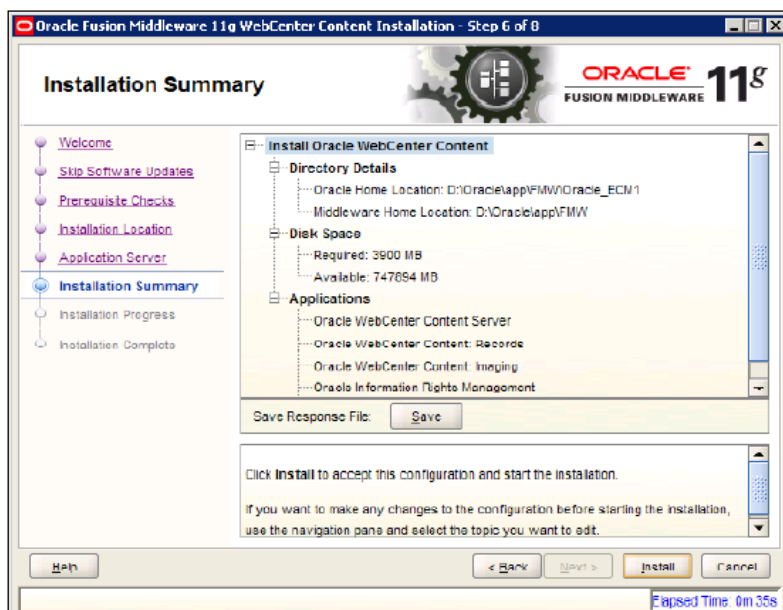 Oracle Fusion Middleware 11g WebCenter Content Installation - Step 6 of 8
Installation Summary
ORACLE
FUSION MIDDLEWARE
11g
Welcome
Skip Software Updates
Prerequisite Checks
Installation Location
Application Server
Installation Summary
Installation Progress
Installation Complete
Install Oracle WebCenter Content
Directory Details
Oracle Home Location: D:\Oracle\app\FMW\Oracle_ECM1
Middleware Home Location: D:\Oracle\app\FMW
Disk Space
Required: 3900 MB
Available: 747894 MB
Applications
Oracle WebCenter Content Server
Oracle WebCenter Content: Records
Oracle WebCenter Content: Imaging
Oracle Information Rights Management
Save Response File: Save
Click Install to accept this configuration and start the installation.
If you want to make any changes to the configuration before starting the installation,
use the navigation pane and select the topic you want to edit.
Help < Back Next > Install Cancel
Elapsed Time: 0m 35s